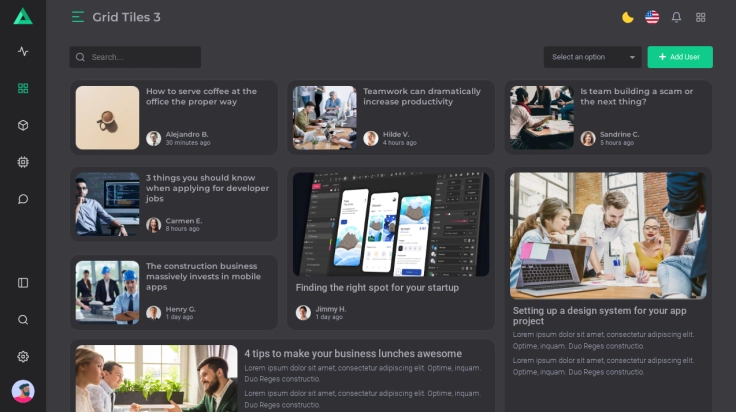 Grid Tiles 3
Search...
Select an option
Add User
How to serve coffee at the
office the proper way
Alejandro B.
30 minutes ago
Teamwork can dramatically
increase productivity
Hilde V.
4 hours ago
Is team building a scam or
the next thing?
Sandrine C.
5 hours ago
3 things you should know
when applying for developer
jobs
Carmen E.
8 hours ago
The construction business
massively invests in mobile
apps
Henry G.
1 day ago
Finding the right spot for your startup
Jimmy H.
1 day ago
Setting up a design system for your app
project
Lorem ipsum dolor sit amet, consectetur adipiscing elit.
Optime, inquam. Duo Reges constructio.
Lorem ipsum dolor sit amet, consectetur adipiscing elit.
Optime, inquam. Duo Reges constructio.
4 tips to make your business lunches awesome
Lorem ipsum dolor sit amet, consectetur adipiscing elit. Optime, inquam.
Duo Reges constructio.
Lorem ipsum dolor sit amet, consectetur adipiscing elit. Optime, inquam.
Duo Reges constructio.